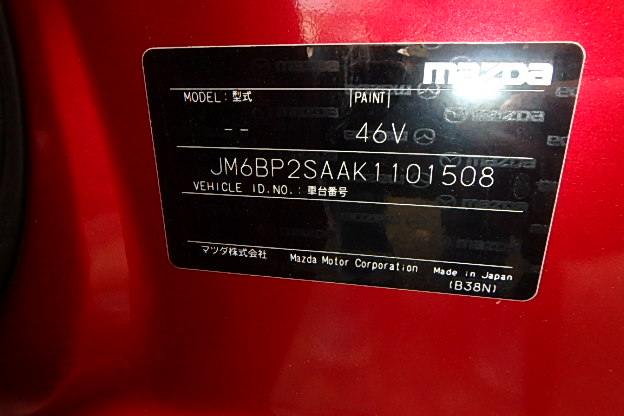 mazda
MODEL: 型式
PAINT
--
46V
JM6BP2SAAK1101508
VEHICLE ID.NO.: 車台番号
マツダ株式会社
Mazda Motor Corporation
Made in Japan
(B38N)